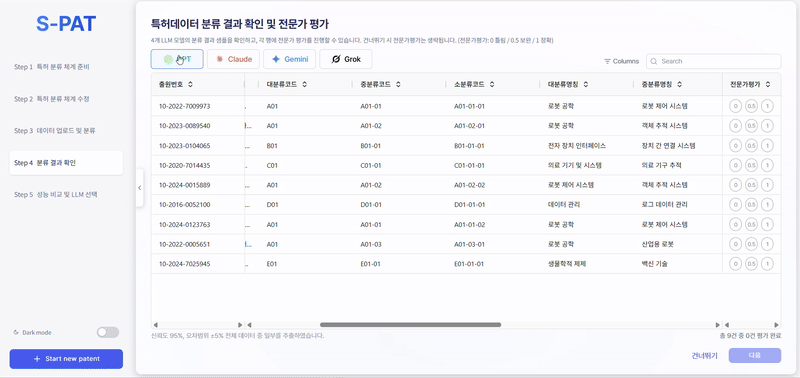 S-PAT
Step 1 특허 분류 체계 준비
Step 2 특허 분류 체계 수정
Step 3 데이터 업로드 및 분류
Step 4 분류 결과 확인
Step 5 성능 비교 및 LLM 선택
Dark mode
+ Start new patent
특허데이터 분류 결과 확인 및 전문가 평가
4개 LLM 모델의 분류 결과 샘플을 확인하고, 각 행에 전문가 평가를 진행할 수 있습니다. 건너뛰기 시 전문가평가는 생략됩니다. (전문가평가: 0 틀림 / 0.5 보완 / 1 정확)
Claude Gemini Grok
Columns Search
출원번호 대분류코드 중분류코드 소분류코드 대분류명칭 중분류명칭 전문가평가
10-2022-7009973 A01 A01-01 A01-01-01 로봇 공학 로봇 제어 시스템 0 0.5 1
10-2023-0089540 A01 A01-02 A01-02-01 로봇 공학 객체 추적 시스템 0 0.5 1
10-2023-0104065 B01 B01-01 B01-01-01 전자 장치 인터페이스 장치 간 연결 시스템 0 0.5 1
10-2020-7014435 C01 C01-01 C01-01-01 의료 기기 및 시스템 의료 기구 추적 0 0.5 1
10-2024-0015889 A01 A01-02 A01-02-02 로봇 제어 시스템 객체 추적 시스템 0 0.5 1
10-2016-0052100 D01 D01-01 D01-01-01 데이터 관리 로그 데이터 관리 0 0.5 1
10-2024-0123763 A01 A01-01 A01-01-02 로봇 공학 로봇 제어 시스템 0 0.5 1
10-2022-0005651 A01 A01-03 A01-03-01 로봇 공학 산업용 로봇 0 0.5 1
10-2024-7025945 E01 E01-01 E01-01-01 생물학적 제제 백신 기술 0 0.5 1
신뢰도 95%, 오차범위 ±5% 전체 데이터 중 일부를 추출하였습니다.
총 9건 중 0건 평가 완료
건너뛰기 다음